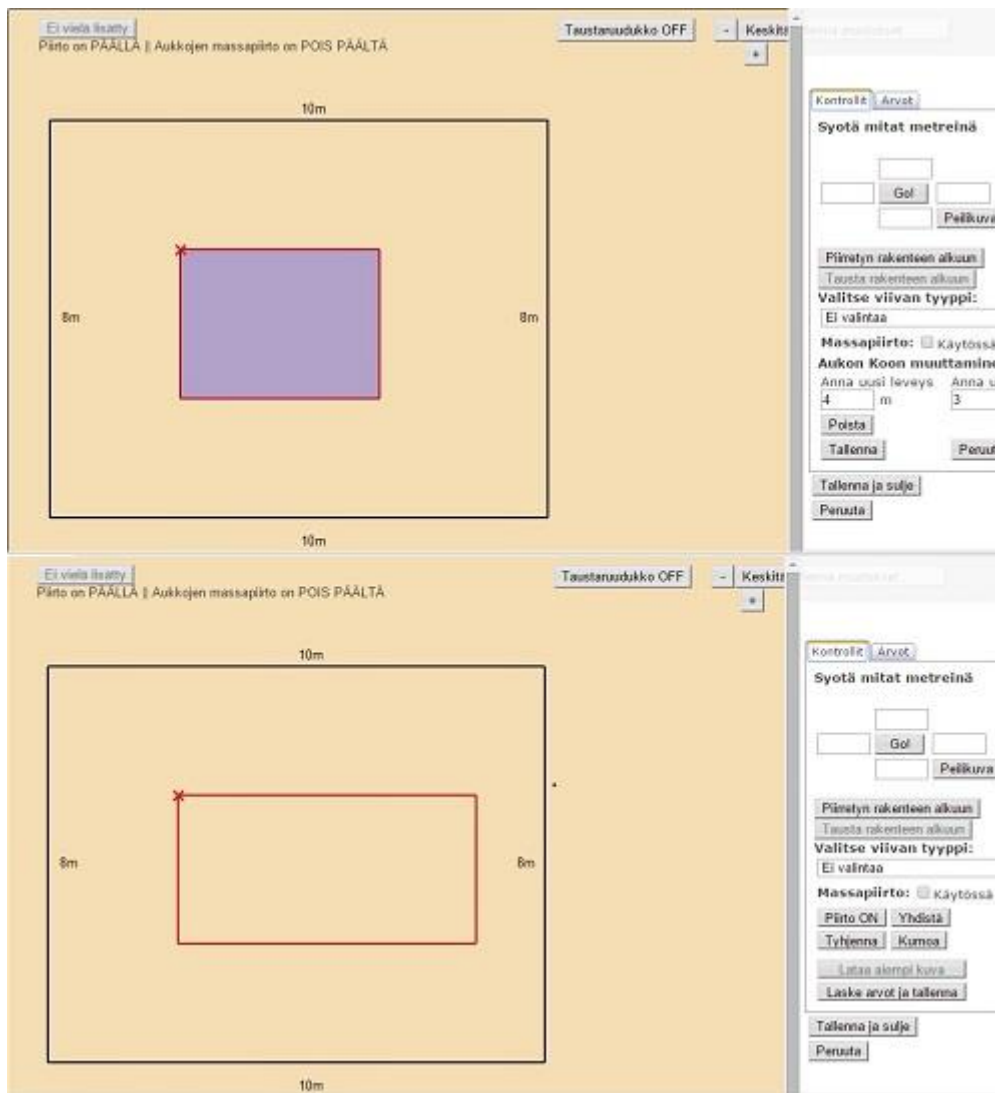 Ei vielä lisätty
Taustaruudukko OFF
-
Keskitä
Piirto on PÄÄLLÄ || Aukkojen massapiirto on POIS PÄÄLTÄ
+
10m
8m
8m
10m
Kontrollit
Arvot
Syotä mitat metreinä
Go!
Peilikuva
Piirretyn rakenteen alkuun
Tausta rakenteen alkuun
Valitse viivan tyyppi:
Ei valintaa
Massapiirto: Käytössä
Aukon Koon muuttamine
Anna uusi leveys Anna u
4 m 3
Poista
Tallenna Peruut
Tallenna ja sulje
Peruuta
Ei vielä lisätty
Taustaruudukko OFF
-
Keskitä
Piirto on PÄÄLLÄ || Aukkojen massapiirto on POIS PÄÄLTÄ
+
10m
8m
8m
10m
Kontrollit
Arvot
Syotä mitat metreinä
Go!
Peilikuva
Piirretyn rakenteen alkuun
Tausta rakenteen alkuun
Valitse viivan tyyppi:
Ei valintaa
Massapiirto: Käytössä
Piirto ON Yhdistä
Tyhjennä Kumoa
Lataa alempi kuva
Laske arvot ja tallenna
Tallenna ja sulje
Peruuta